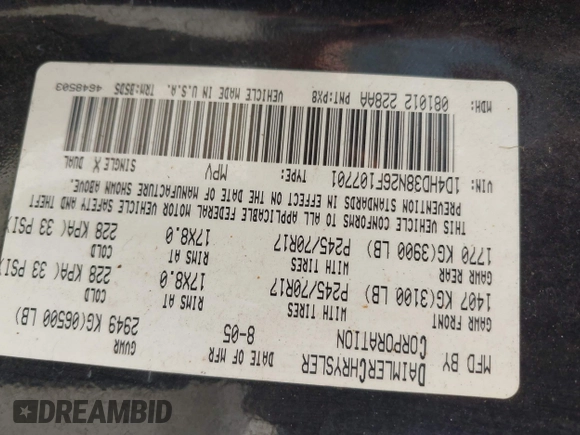 MFD BY DAIMLERCHRYSLER CORPORATION
DATE OF MFR 8-05
GVWR 2949 KG(06500 LB)
GAWR FRONT WITH TIRES RIMS AT COLD
1407 KG(3100 LB) P245/70R17 17X8.0 228 KPA( 33 PSI)
GAWR REAR WITH TIRES RIMS AT COLD
1770 KG(3900 LB) P245/70R17 17X8.0 228 KPA( 33 PSI)
THIS VEHICLE CONFORMS TO ALL APPLICABLE FEDERAL MOTOR VEHICLE SAFETY AND THEFT
PREVENTION STANDARDS IN EFFECT ON THE DATE OF MANUFACTURE SHOWN ABOVE.
VIN: 1D4HD38N26F107701 TYPE: MPV SINGLE X DUAL
MDH: 081012 228AA PNT:PX8 VEHICLE MADE IN U.S.A. TRM:B5D5 4648503
DREAMBID